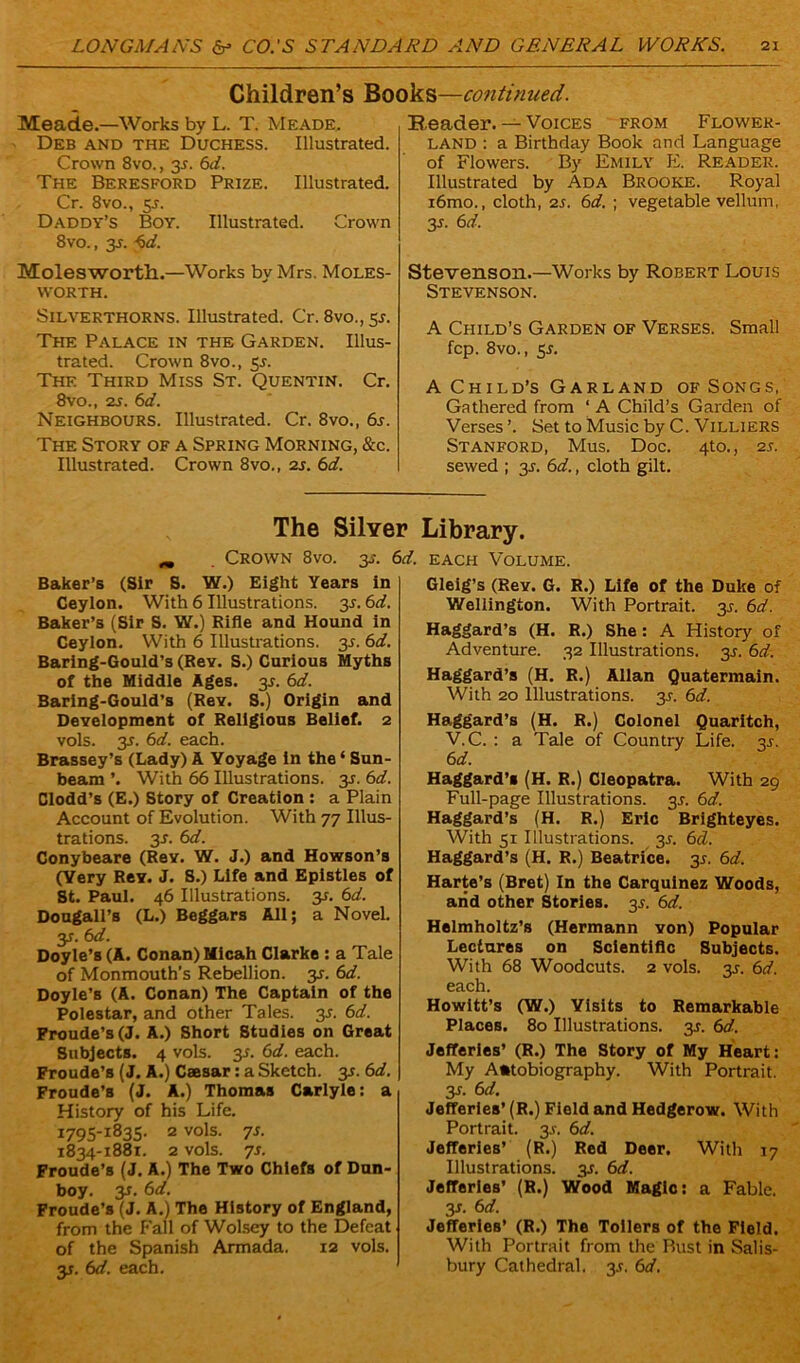 LONGMANS & CO.'S STANDARD AND GENERAL WORKS. 21
Children's Books—continued.
Meade.—Works by L. T. MEADE.
DEB AND THE DUCHESS. Illustrated.
Crown 8vo., 3s. 6d.
THE BERESFORD PRIZE. Illustrated.
Cr. 8vo., 5s.
DADDY'S BOY. Illustrated. Crown
8vo., 3s. 6d.
Molesworth.—Works by Mrs. MOLES-
WORTH.
SILVERTHORNS. Illustrated. Cr. 8vo., 5s.
THE PALACE IN THE GARDEN. Illus-
trated. Crown 8vo., 5s.
THE THIRD MISS ST. QUENTIN. Cr.
8vo., 2s. 6d.
NEIGHBOURS. Illustrated. Cr. 8vo., 6s.
THE STORY OF A SPRING MORNING, &c.
Illustrated. Crown 8vo., 2s. 6d.
Reader.—VOICES FROM FLOWER-
LAND : a Birthday Book and Language
of Flowers. By EMILY E. READER.
Illustrated by ADA BROOKE. Royal
16mo., cloth, 2s. 6d. ; vegetable vellum,
3s. 6d.
Stevenson.—Works by ROBERT LOUIS
STEVENSON.
A CHILD'S GARDEN OF VERSES. Small
fcp. 8vo., 5s.
A CHILD'S GARLAND OF SONGS,
Gathered from ' A Child's Garden of
Verses '. Set to Music by C. VILLIERS
STANFORD, Mus. Doc. 4to., 2s.
sewed ; 3s. 6d., cloth gilt.
The Silver Library.
CROWN 8vo. 3s. 6d. EACH VOLUME.
Baker's (Sir S. W.) Eight Years in
Ceylon. With 6 Illustrations. 3s. 6d.
Baker's (Sir S. W.) Rifle and Hound in
Ceylon. With 6 Illustrations. 3s. 6d.
Baring-Gould's (Rev. S.) Curious Myths
of the Middle Ages. 3s. 6d.
Baring-Gould's (Rev. S.) Origin and
Development of Religious Belief. 2
vols. 3s. 6d. each.
Brassey's (Lady) A Voyage in the ' Sun-
beam '. With 66 Illustrations. 3s. 6d.
Clodd's (E.) Story of Creation : a Plain
Account of Evolution. With 77 Illus-
trations. 3s. 6d.
Conybeare (Rev. W. J.) and Howson's
(Very Rev. J. S.) Life and Epistles of
St. Paul. 46 Illustrations. 3s. 6d.
Dougall's (L.) Beggars All; a Novel.
3s. 6d.
Doyle's (A. Conan) Micah Clarke : a Tale
of Monmouth's Rebellion. 3s. 6d.
Doyle's (A. Conan) The Captain of the
Polestar, and other Tales. 3s. 6d.
Froude's (J. A.) Short Studies on Great
Subjects. 4 vols. 3s. 6d. each.
Froude's (J. A.) Cæsar : a Sketch. 3s. 6d.
Froude's (J. A.) Thomas Carlyle: a
History of his Life.
1795-1835. 2 vols. 7s.
1834-1881. 2 vols. 7s.
Froude's (J. A.) The Two Chiefs of Dun-
boy. 3s. 6d.
Froude's (J. A.) The History of England,
from the Fall of Wolsey to the Defeat
of the Spanish Armada. 12 vols.
3s. 6d. each.
Gleig's (Rev. G. R.) Life of the Duke of
Wellington. With Portrait. 3s. 6d.
Haggard's (H. R.) She : A History of
Adventure. 32 Illustrations. 3s. 6d.
Haggard's (H. R.) Allan Quatermain.
With 20 Illustrations. 3s. 6d.
Haggard's (H. R.) Colonel Quaritch,
V.C. : a Tale of Country Life. 3s.
6d.
Haggard's (H. R.) Cleopatra. With 29
Full-page Illustrations. 3s. 6d.
Haggard's (H. R.) Eric Brighteyes.
With 51 Illustrations. 3s. 6d.
Haggard's (H. R.) Beatrice. 3s. 6d.
Harte's (Bret) In the Carquinez Woods,
and other Stories. 3s. 6d.
Helmholtz's (Hermann von) Popular
Lectures on Scientific Subjects.
With 68 Woodcuts. 2 vols. 3s. 6d.
each.
Howitt's (W.) Visits to Remarkable
Places. 80 Illustrations. 3s. 6d.
Jefferies' (R.) The Story of My Heart:
My Autobiography. With Portrait.
3s. 6d.
Jefferies' (R.) Field and Hedgerow. With
Portrait. 3s. 6d.
Jefferies' (R.) Red Deer. With 17
Illustrations. 3s. 6d.
Jefferies' (R.) Wood Magic: a Fable.
3s. 6d.
Jefferies' (R.) The Toilers of the Field.
With Portrait from the Bust in Salis-
bury Cathedral. 3s. 6d.